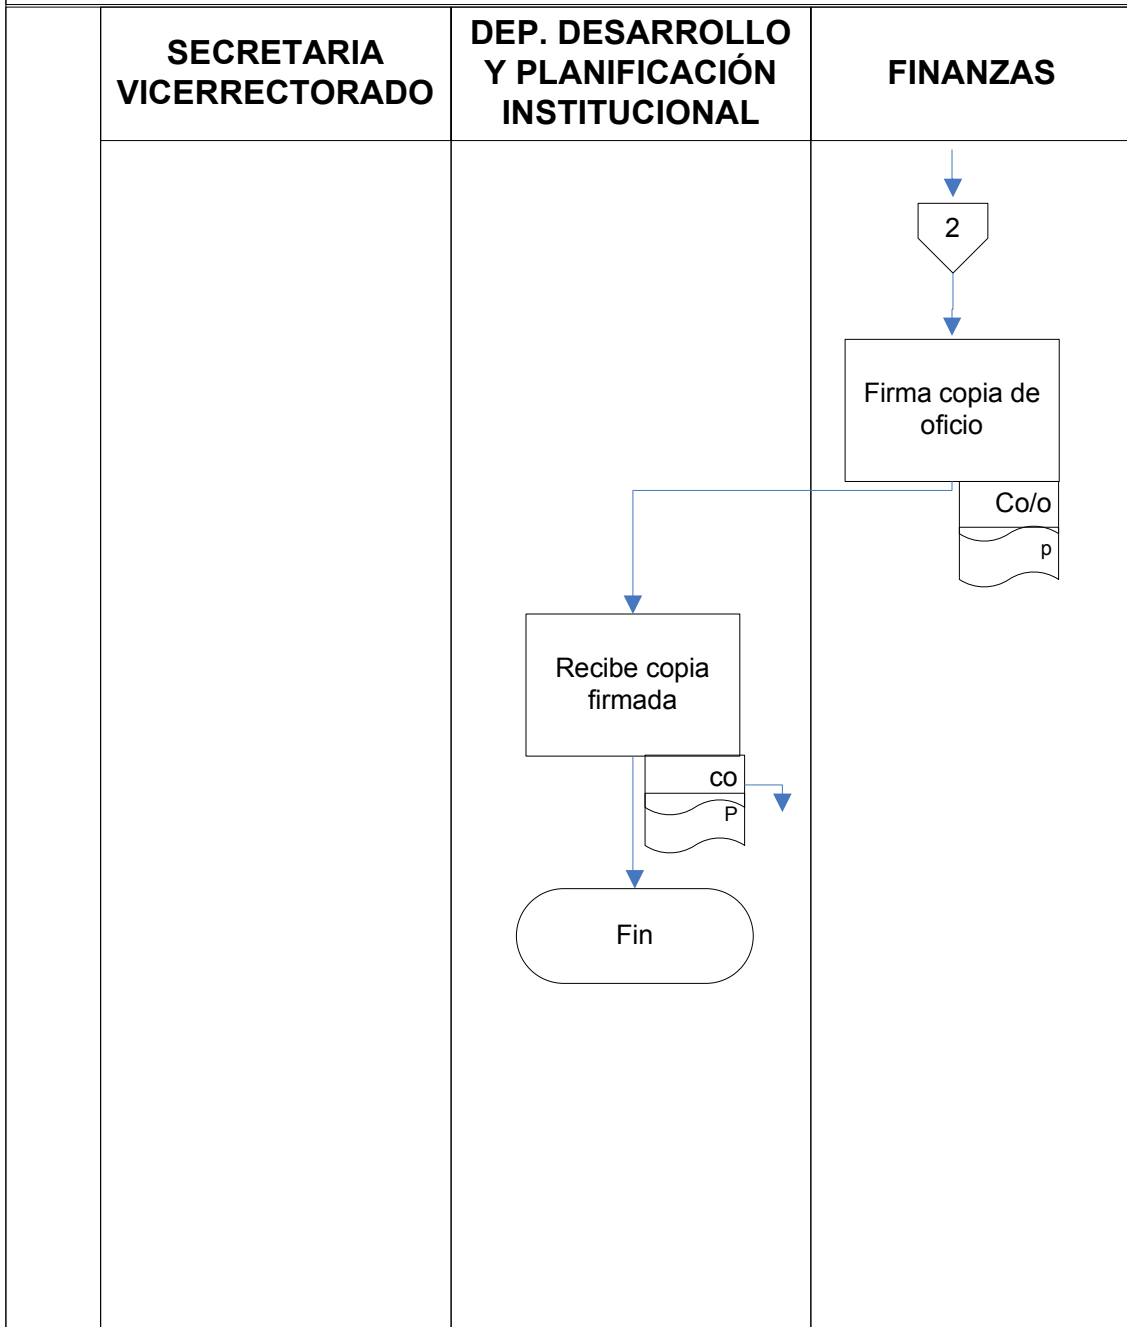 SECRETARIA
VICERRECTORADO
DEP. DESARROLLO
Y PLANIFICACIÓN
INSTITUCIONAL
FINANZAS
2
Firma copia de
oficio
Co/o
p
Recibe copia
firmada
co
P
Fin